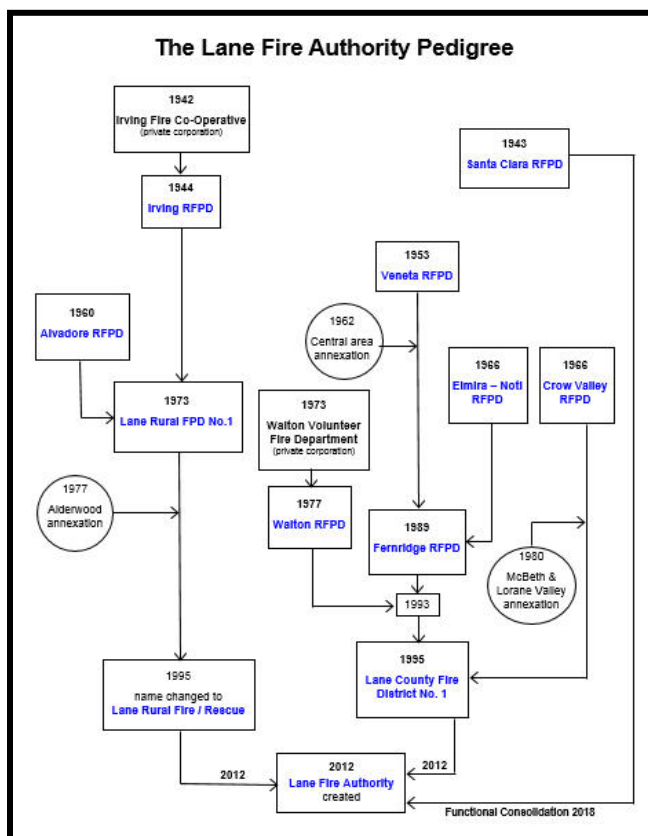 The Lane Fire Authority Pedigree
1942
Irving Fire Co-Operative
(private corporation)
1943
Santa Clara RFPD
1944
Irving RFPD
1953
Veneta RFPD
1960
Alvadore RFPD
1962
Central area
annexation
1966
Elmira – Noti
RFPD
1966
Crow Valley
RFPD
1973
Lane Rural FPD No.1
1973
Walton Volunteer
Fire Department
(private corporation)
1977
Alderwood
annexation
1977
Walton RFPD
1989
Fernridge RFPD
1980
McBeth &
Lorane Valley
annexation
1993
1995
name changed to
Lane Rural Fire / Rescue
1995
Lane County Fire
District No. 1
2012
2012
2012
Lane Fire Authority
created
Functional Consolidation 2018